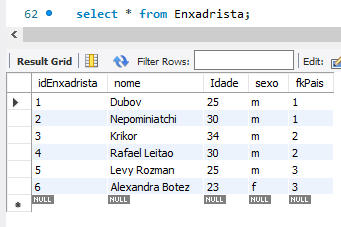 62 select * from Enxadrista;
Result Grid Filter Rows: Edit:
idEnxadrista nome Idade sexo fkPais
1 Dubov 25 m 1
2 Nepominiatchi 30 m 1
3 Krikor 34 m 2
4 Rafael Leitao 30 m 2
5 Levy Rozman 25 m 3
6 Alexandra Botez 23 f 3
NULL NULL NULL NULL NULL